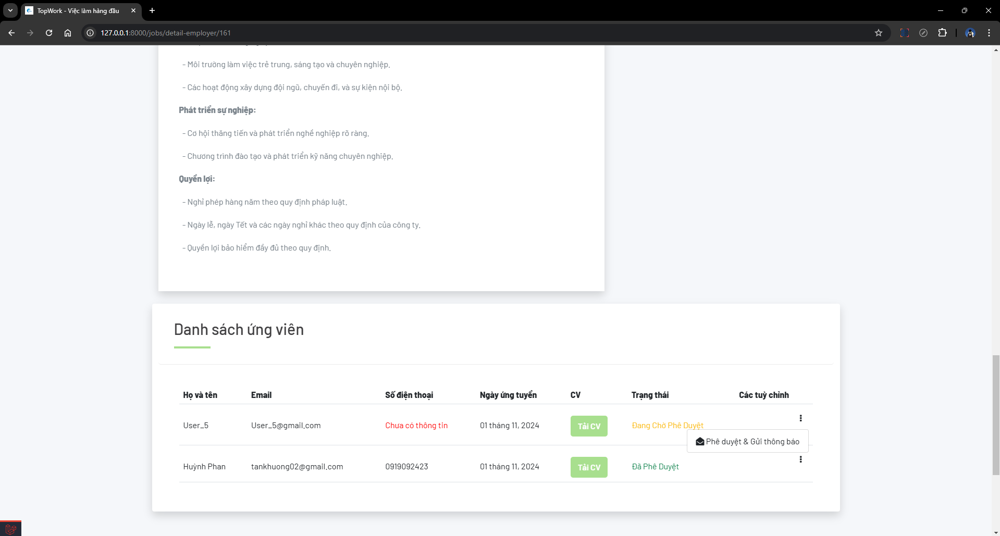 TopWork - Việc làm hàng đầu
127.0.0.1:8000/jobs/detail-employer/161
- Môi trường làm việc trẻ trung, sáng tạo và chuyên nghiệp.
- Các hoạt động xây dựng đội ngũ, chuyến đi, và sự kiện nội bộ.
Phát triển sự nghiệp:
- Cơ hội thăng tiến và phát triển nghề nghiệp rõ ràng.
- Chương trình đào tạo và phát triển kỹ năng chuyên nghiệp.
Quyền lợi:
- Nghỉ phép hàng năm theo quy định pháp luật.
- Ngày lễ, ngày Tết và các ngày nghỉ khác theo quy định của công ty.
- Quyền lợi bảo hiểm đầy đủ theo quy định.
Danh sách ứng viên
Họ và tên Email Số điện thoại Ngày ứng tuyển CV Trạng thái Các tuỳ chỉnh
User_5 User_5@gmail.com Chưa có thông tin 01 tháng 11, 2024 Tải CV Đang Chờ Phê Duyệt
Phê duyệt & Gửi thông báo
Huỳnh Phan tankhuong02@gmail.com 0919092423 01 tháng 11, 2024 Tải CV Đã Phê Duyệt